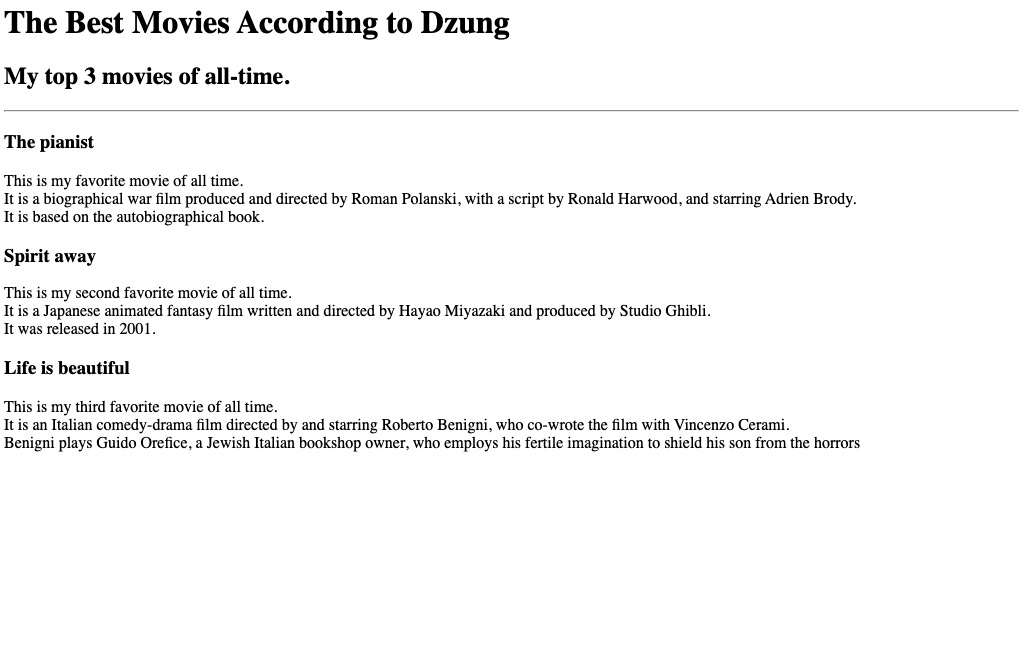 The Best Movies According to Dzung
My top 3 movies of all-time.
The pianist
This is my favorite movie of all time.
It is a biographical war film produced and directed by Roman Polanski, with a script by Ronald Harwood, and starring Adrien Brody.
It is based on the autobiographical book.
Spirit away
This is my second favorite movie of all time.
It is a Japanese animated fantasy film written and directed by Hayao Miyazaki and produced by Studio Ghibli.
It was released in 2001.
Life is beautiful
This is my third favorite movie of all time.
It is an Italian comedy-drama film directed by and starring Roberto Benigni, who co-wrote the film with Vincenzo Cerami.
Benigni plays Guido Orefice, a Jewish Italian bookshop owner, who employs his fertile imagination to shield his son from the horrors